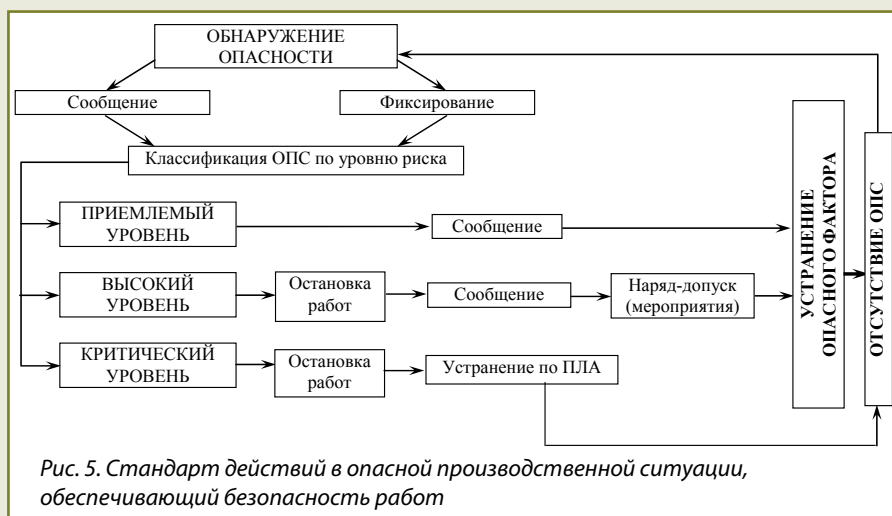 ОБНАРУЖЕНИЕ
ОПАСНОСТИ
Сообщение
Фиксирование
Классификация ОПС по уровню риска
ПРИЕМЛЕМЫЙ
УРОВЕНЬ
Сообщение
ВЫСОКИЙ
УРОВЕНЬ
Остановка
работ
Сообщение
Наряд-допуск
(мероприятия)
КРИТИЧЕСКИЙ
УРОВЕНЬ
Остановка
работ
Устранение по ПЛА
УСТРАНЕНИЕ
ОПАСНОГО ФАКТОРА
ОТСУТСТВИЕ ОПС
Рис. 5. Стандарт действий в опасной производственной ситуации,
обеспечивающий безопасность работ